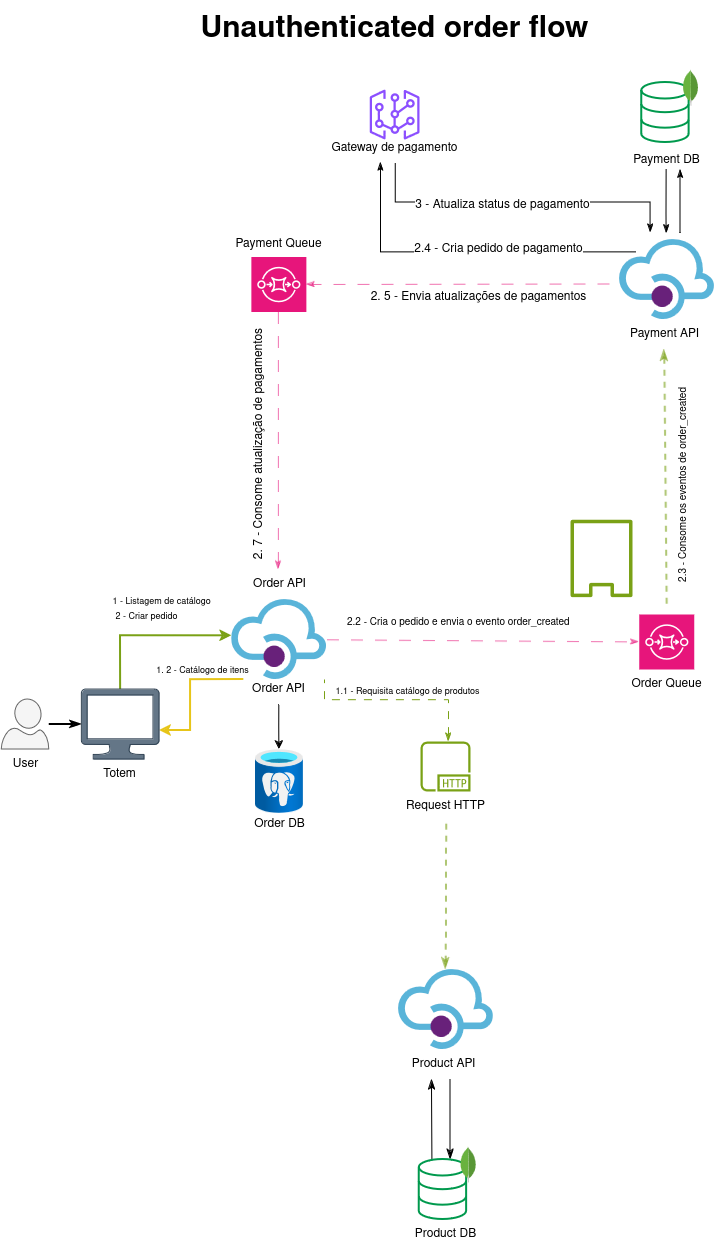 Unauthenticated order flow
Gateway de pagamento
Payment DB
3 - Atualiza status de pagamento
2.4 - Cria pedido de pagamento
Payment Queue
2. 5 - Envia atualizações de pagamentos
Payment API
2. 7 - Consome atualização de pagamentos
2.3 - Consome os eventos de order_created
Order API
1 - Listagem de catálogo
2 - Criar pedido
2.2 - Cria o pedido e envia o evento order_created
1. 2 - Catálogo de itens
Order API
Order Queue
1.1 - Requisita catálogo de produtos
User
Totem
HTTP
Request HTTP
Order DB
Product API
Product DB